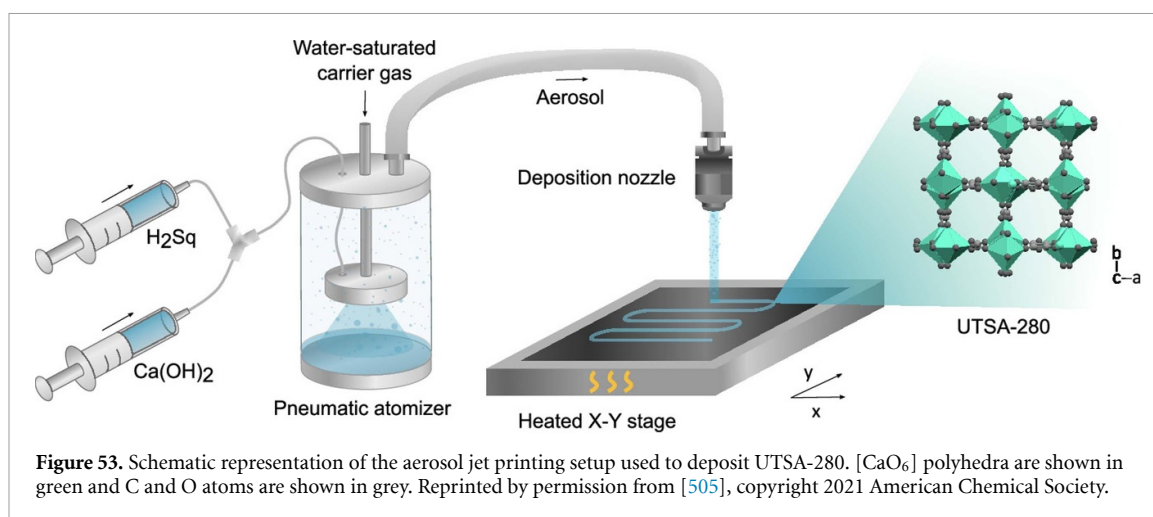 Water-saturated
carrier gas
Aerosol
Deposition nozzle
H2Sq
Ca(OH)2
Pneumatic atomizer
Heated X-Y stage
y
x
b
c–a
UTSA-280
Figure 53. Schematic representation of the aerosol jet printing setup used to deposit UTSA-280. [CaO₆] polyhedra are shown in
green and C and O atoms are shown in grey. Reprinted by permission from [505], copyright 2021 American Chemical Society.